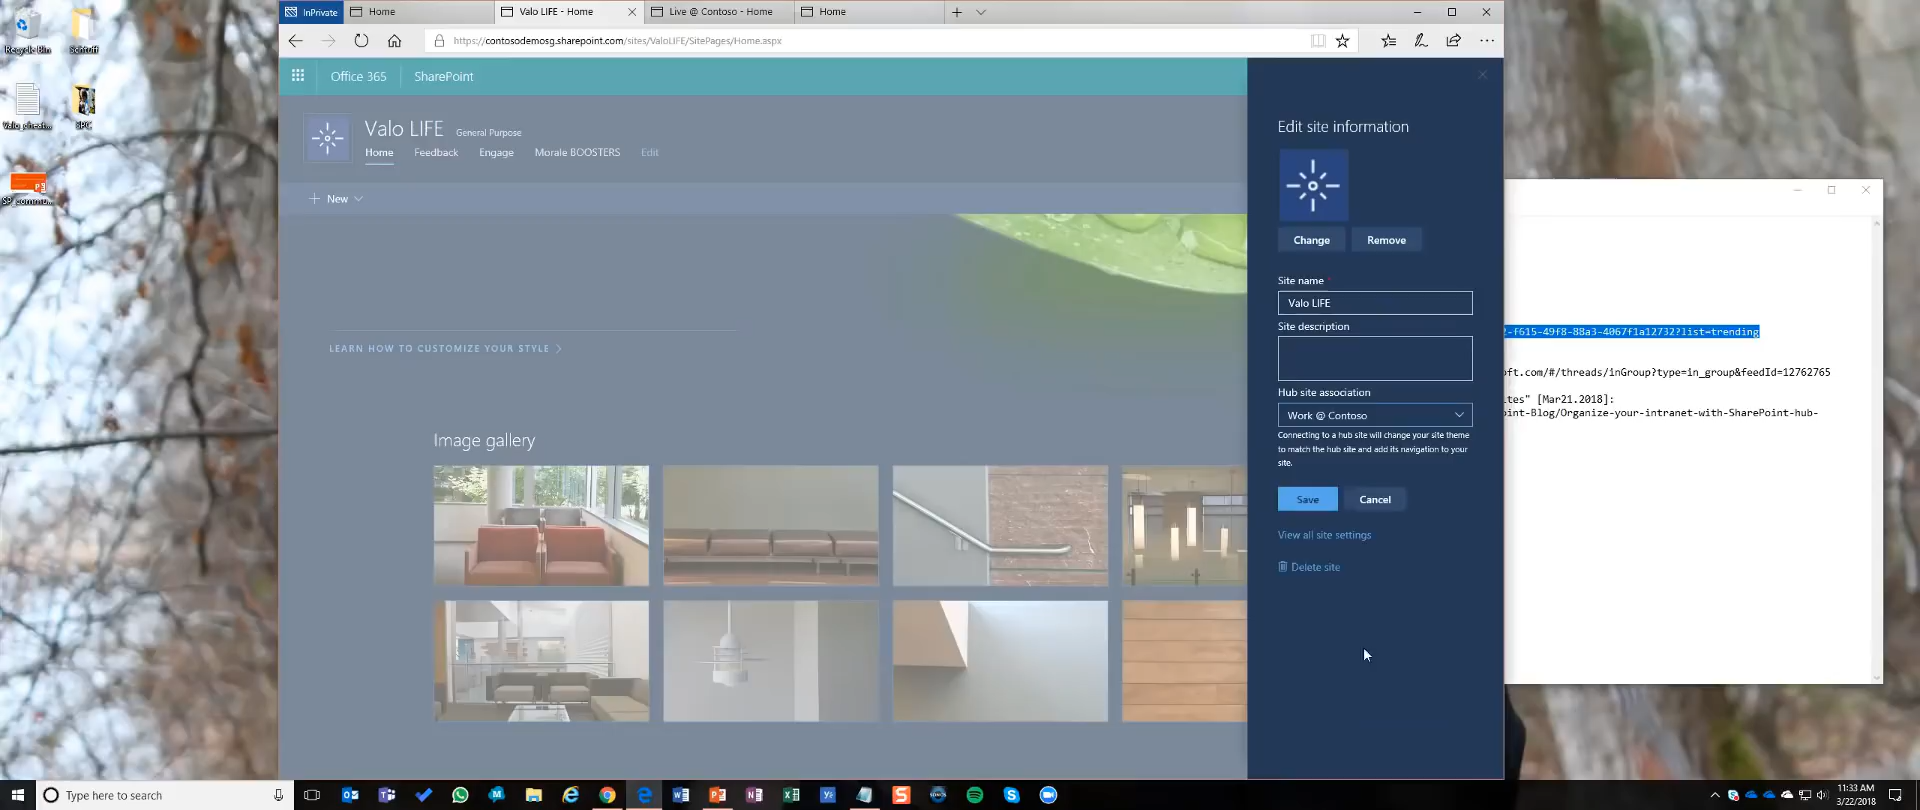 InPrivate
Home
Valo LIFE - Home
Live @ Contoso - Home
Home
https://contosodemosg.sharepoint.com/sites/ValoLIFE/SitePages/Home.aspx
Recycle Bin
Valo_cheat...
SPC
SP_commu...
Office 365
SharePoint
Valo LIFE
General Purpose
Home
Feedback
Engage
Morale BOOSTERS
Edit
+ New
LEARN HOW TO CUSTOMIZE YOUR STYLE >
Image gallery
Edit site information
Change
Remove
Site name *
Valo LIFE
Site description
Hub site association
Work @ Contoso
Connecting to a hub site will change your site theme
to match the hub site and add its navigation to your
site.
Save
Cancel
View all site settings
Delete site
-f615-49f8-88a3-4067f1a12732?list=trending
oft.com/#/threads/inGroup?type=in_group&feedId=12762765
ites" [Mar21.2018]:
oint-Blog/Organize-your-intranet-with-SharePoint-hub-
Type here to search
11:33 AM
3/22/2018